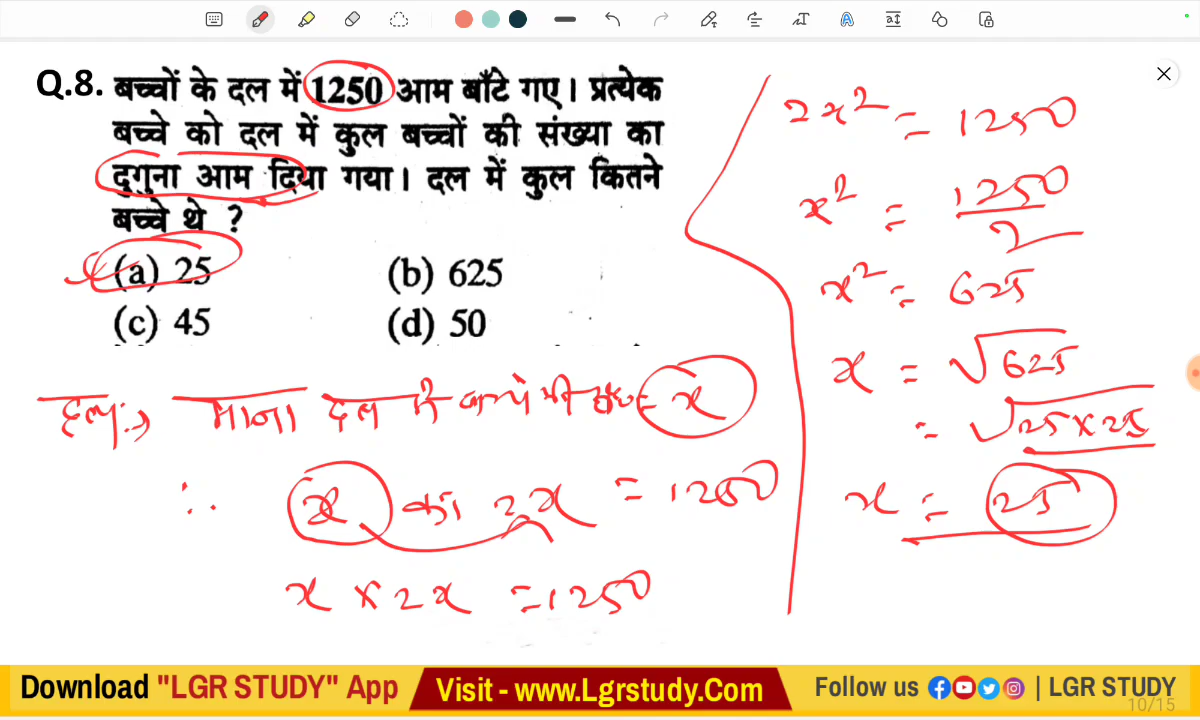 Q.8. बच्चों के दल में 1250 आम बाँटे गए। प्रत्येक
बच्चे को दल में कुल बच्चों की संख्या का
दुगुना आम दिया गया। दल में कुल कितने
बच्चे थे ?
(a) 25 (b) 625
(c) 45 (d) 50
हल:→ माना दल में बच्चों की = x
∴ x का 2x = 1250
x × 2x = 1250
2x² = 1250
x² = 1250/2
x² = 625
x = √625
= √25×25
x = 25
Download "LGR STUDY" App Visit - www.Lgrstudy.Com Follow us | LGR STUDY
10/15